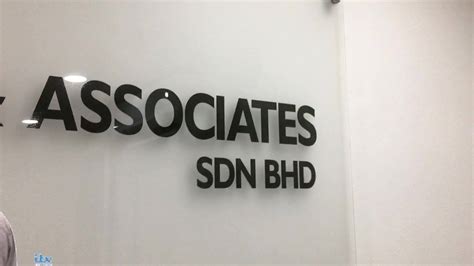 & ASSOCIATES
SDN BHD